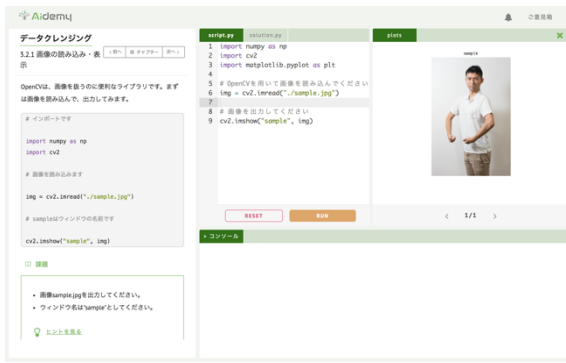 Aidemy
ご意見箱
データクレンジング
3.2.1 画像の読み込み・表示
<前へ
チャプター
次へ>
OpenCVは、画像を扱うのに便利なライブラリです。まず
は画像を読み込んで、出力してみます。
# インポートです
import numpy as np
import cv2
# 画像を読み込みます
img = cv2.imread("./sample.jpg")
# sampleはウィンドウの名前です
cv2.imshow("sample", img)
課題
・ 画像sample.jpgを出力してください。
・ ウィンドウ名は"sample"としてください。
ヒントを見る
script.py
solution.py
1 import numpy as np
2 import cv2
3 import matplotlib.pyplot as plt
4
5 # OpenCVを用いて画像を読み込んでください
6 img = cv2.imread("./sample.jpg")
7
8 # 画像を出力してください
9 cv2.imshow("sample", img)
RESET
RUN
plots
sample
< 1/1 >
> コンソール